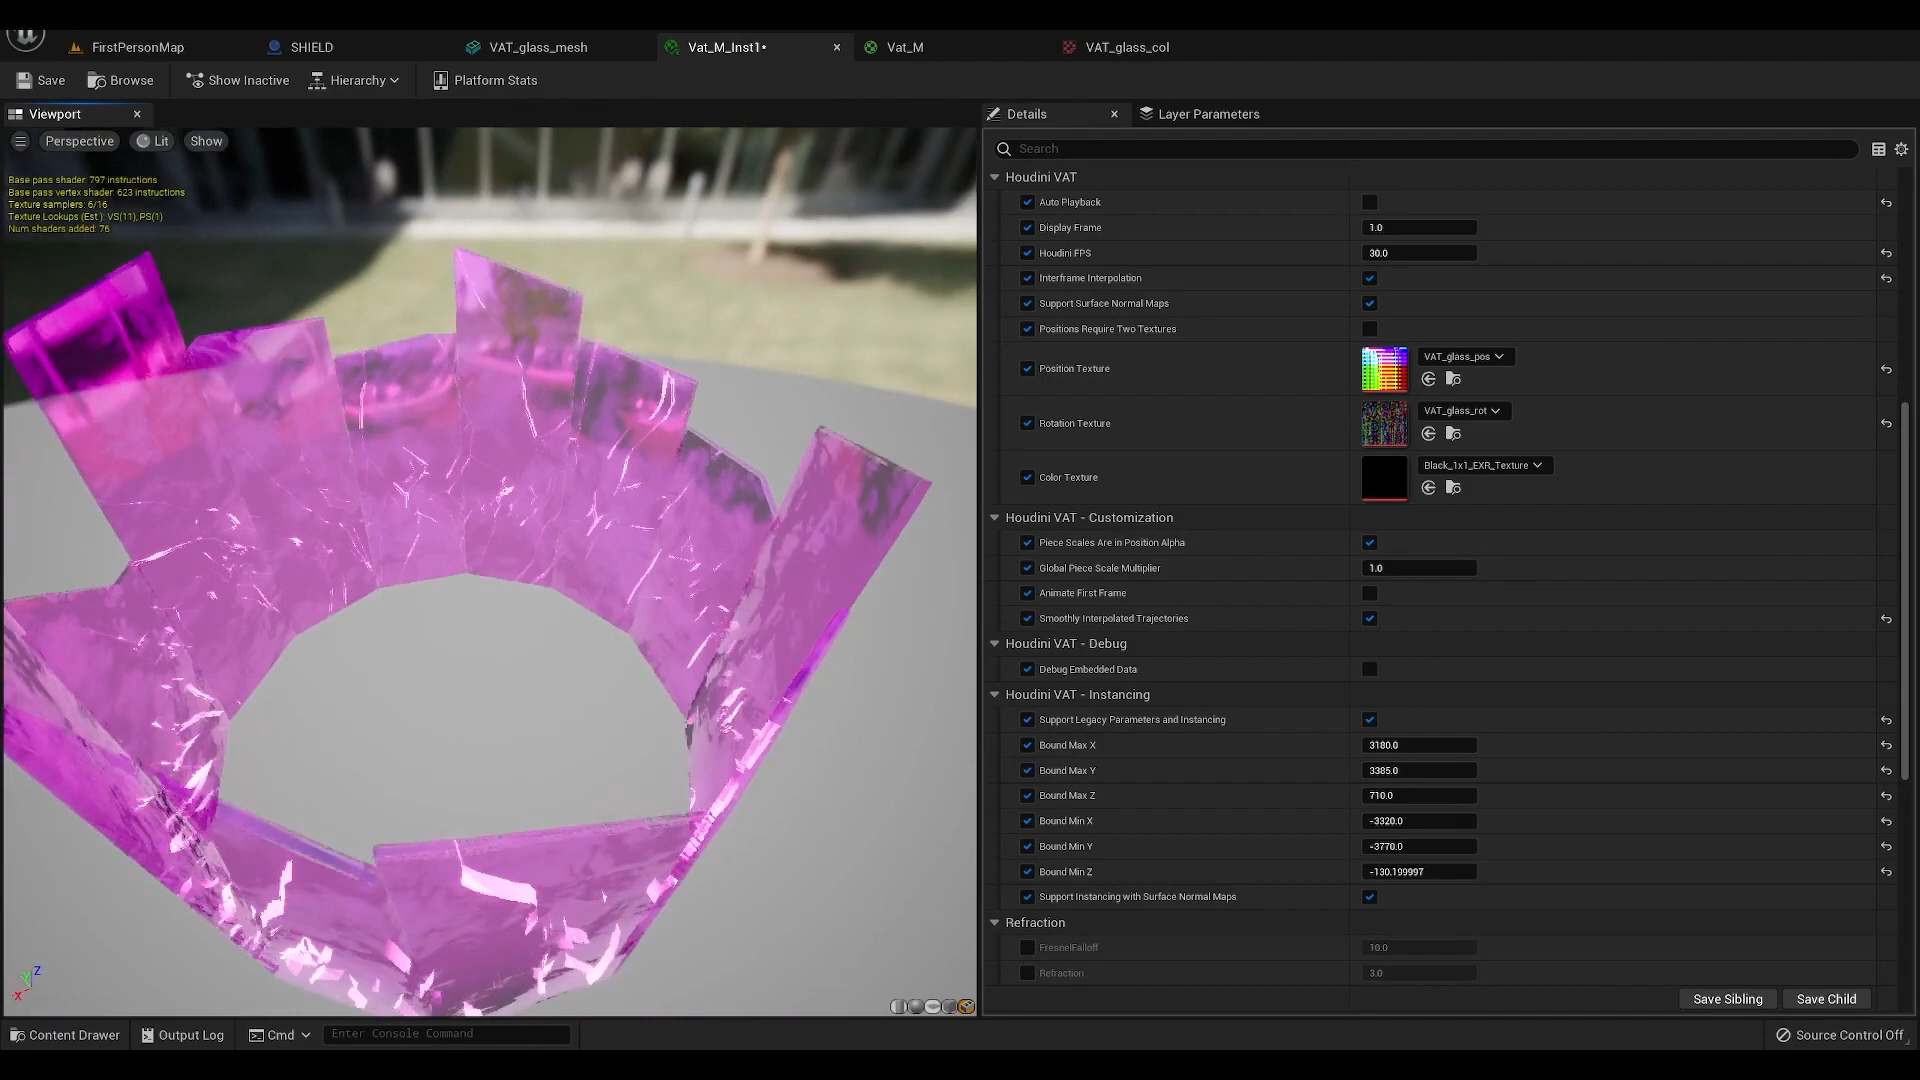 FirstPersonMap
SHIELD
VAT_glass_mesh
Vat_M_Inst1•
Vat_M
VAT_glass_col
Save
Browse
Show Inactive
Hierarchy
Platform Stats
Viewport
Details
Layer Parameters
Perspective
Lit
Show
Search
Base pass shader: 797 instructions
Base pass vertex shader: 623 instructions
Texture samplers: 6/16
Texture Lookups (Est.): VS(11), PS(1)
Num shaders added: 76
Houdini VAT
Auto Playback
Display Frame 1.0
Houdini FPS 30.0
Interframe Interpolation
Support Surface Normal Maps
Positions Require Two Textures
Position Texture VAT_glass_pos
Rotation Texture VAT_glass_rot
Color Texture Black_1x1_EXR_Texture
Houdini VAT - Customization
Piece Scales Are in Position Alpha
Global Piece Scale Multiplier 1.0
Animate First Frame
Smoothly Interpolated Trajectories
Houdini VAT - Debug
Debug Embedded Data
Houdini VAT - Instancing
Support Legacy Parameters and Instancing
Bound Max X 3180.0
Bound Max Y 3385.0
Bound Max Z 710.0
Bound Min X -3320.0
Bound Min Y -3770.0
Bound Min Z -130.199997
Support Instancing with Surface Normal Maps
Refraction
FresnelFalloff 10.0
Refraction 3.0
Z
Y
X
Save Sibling
Save Child
Content Drawer
Output Log
Cmd
Enter Console Command
Source Control Off